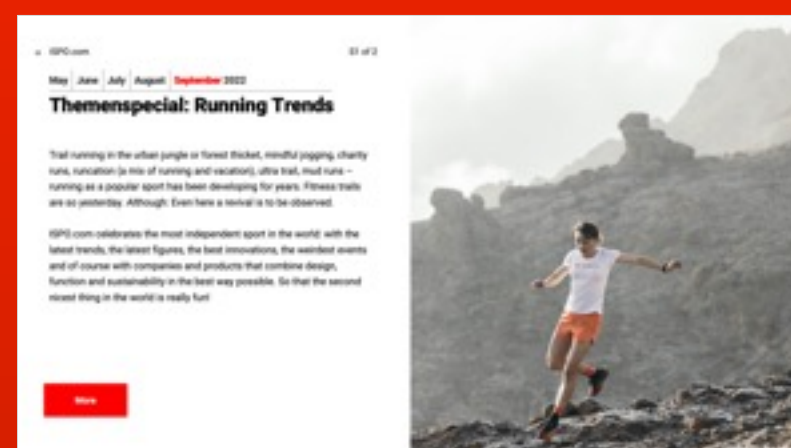 ISPO.com
01 of 2
May June July August September 2022
Themenspecial: Running Trends
Trail running in the urban jungle or forest thicket, mindful jogging, charity
runs, runcation (a mix of running and vacation), ultra trail, mud runs –
running as a popular sport has been developing for years. Fitness trails
are so yesterday. Although: Even here a revival is to be observed.
ISPO.com celebrates the most independent sport in the world: with the
latest trends, the latest figures, the best innovations, the weirdest events
and of course with companies and products that combine design,
function and sustainability in the best way possible. So that the second
nicest thing in the world is really fun!
More